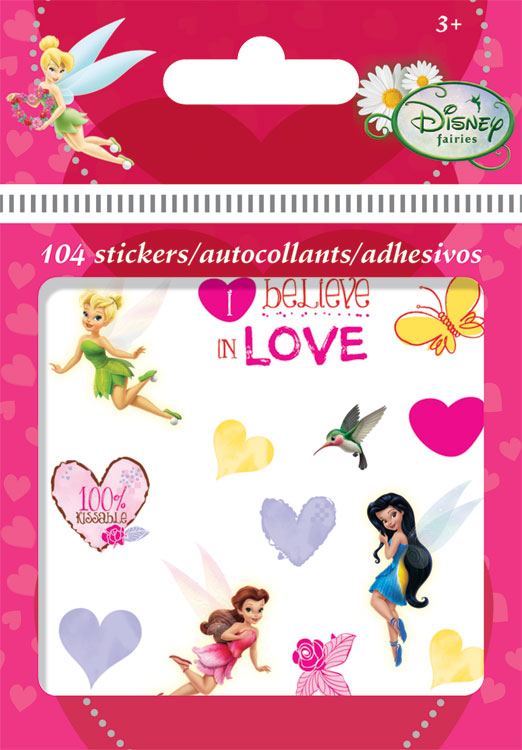 3+
Disney
fairies
104 stickers/autocollants/adhesivos
I believe
in LOVE
100%
kissable